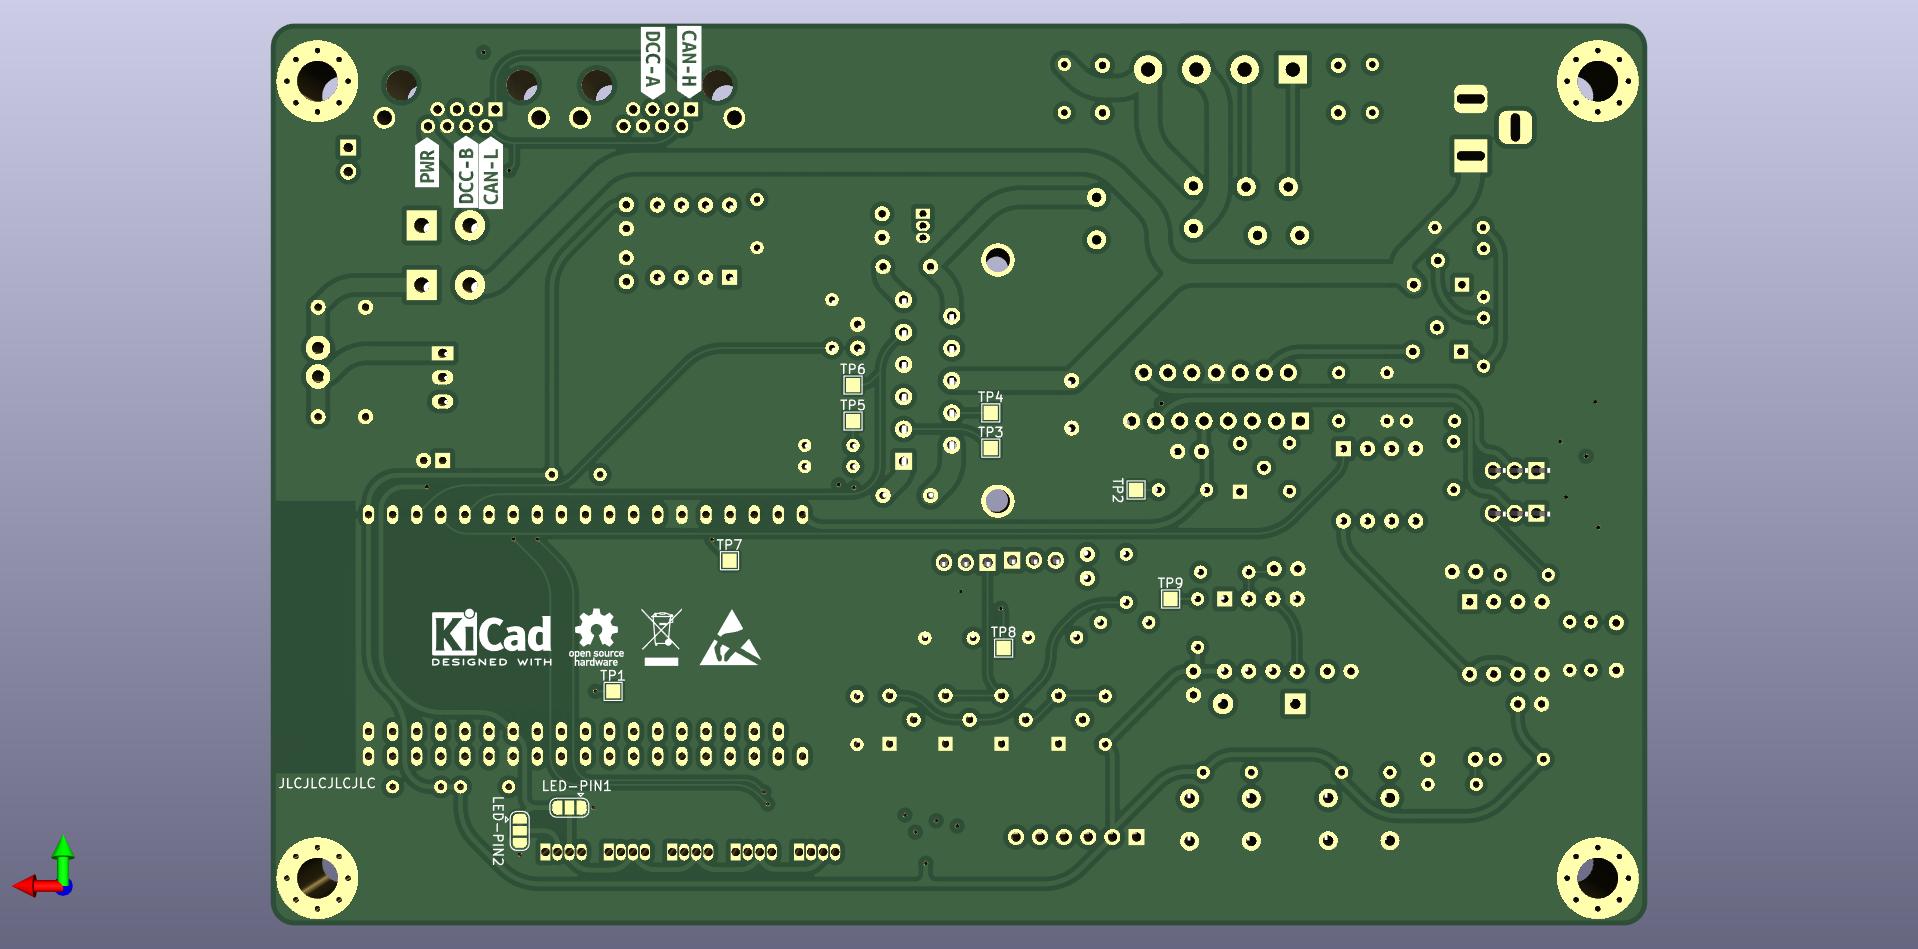 DCC-A
CAN-H
PWR
DCC-B
CAN-L
TP6
TP5
TP4
TP3
TP2
TP7
TP9
TP8
KiCad
DESIGNED WITH
open source
hardware
TP1
JLCJLCJLCJLC
LED-PIN1
LED-PIN2